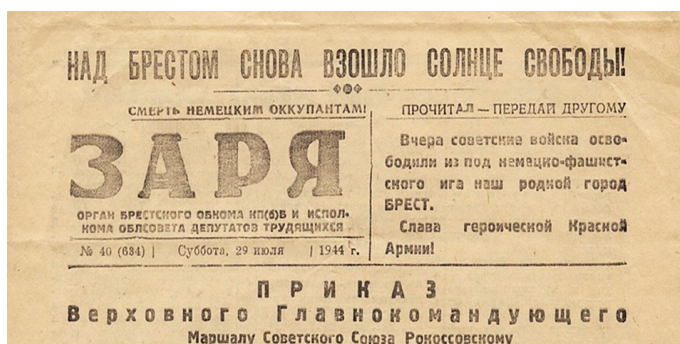 НАД БРЕСТОМ СНОВА ВЗОШЛО СОЛНЦЕ СВОБОДЫ!
СМЕРТЬ НЕМЕЦКИМ ОККУПАНТАМ!
ЗАРЯ
ОРГАН БРЕСТСКОГО ОБКОМА КП(б)Б И ИСПОЛ-
КОМА ОБЛСОВЕТА ДЕПУТАТОВ ТРУДЯЩИХСЯ
№ 40 (684) | Суббота, 29 июля | 1944 г.
ПРОЧИТАЛ — ПЕРЕДАЙ ДРУГОМУ
Вчера советские войска осво-
бодили из под немецко-фашист-
ского ига наш родной город
БРЕСТ.
Слава героической Красной
Армии!
ПРИКАЗ
Верховного Главнокомандующего
Маршалу Советского Союза Рокоссовскому